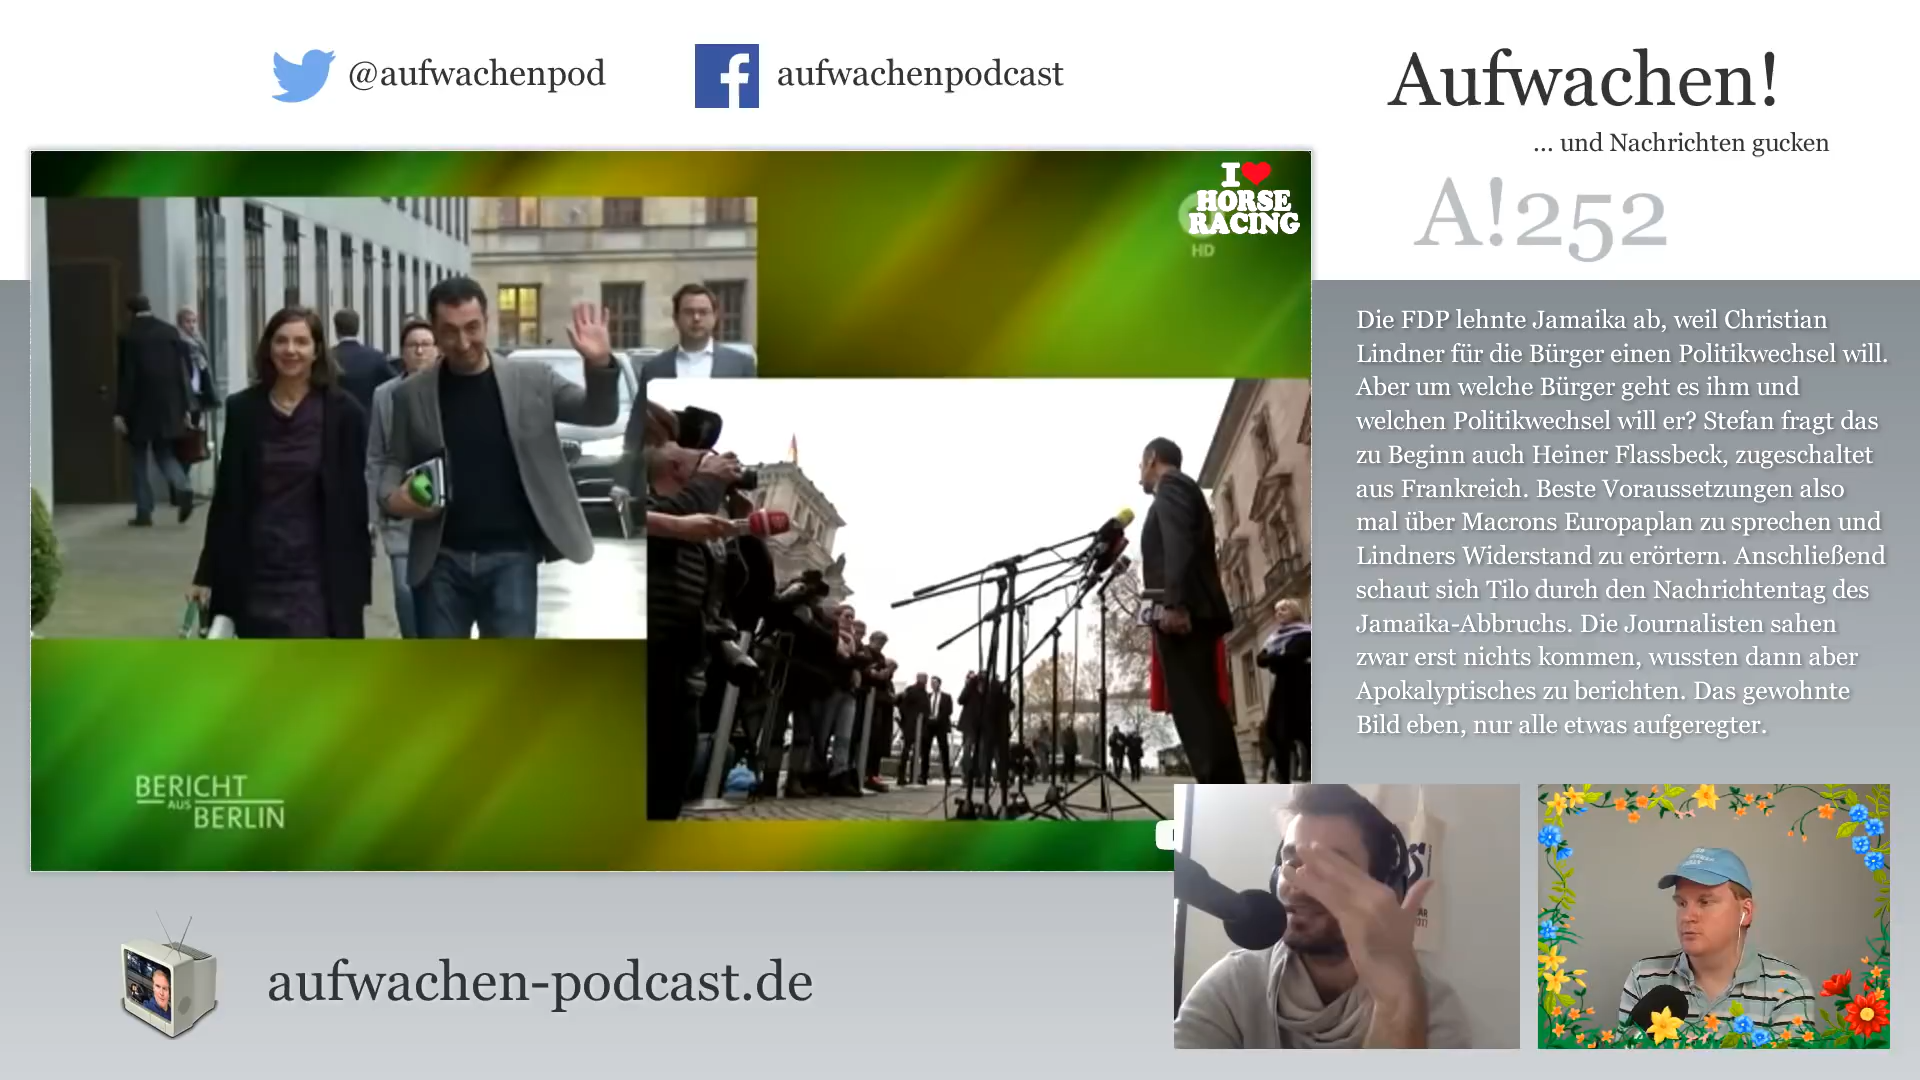 @aufwachenpod
aufwachenpodcast
Aufwachen!
... und Nachrichten gucken
A!252
I
HORSE
RACING
HD
Die FDP lehnte Jamaika ab, weil Christian
Lindner für die Bürger einen Politikwechsel will.
Aber um welche Bürger geht es ihm und
welchen Politikwechsel will er? Stefan fragt das
zu Beginn auch Heiner Flassbeck, zugeschaltet
aus Frankreich. Beste Voraussetzungen also
mal über Macrons Europaplan zu sprechen und
Lindners Widerstand zu erörtern. Anschließend
schaut sich Tilo durch den Nachrichtentag des
Jamaika-Abbruchs. Die Journalisten sahen
zwar erst nichts kommen, wussten dann aber
Apokalyptisches zu berichten. Das gewohnte
Bild eben, nur alle etwas aufgeregter.
BERICHT
AUS
BERLIN
aufwachen-podcast.de